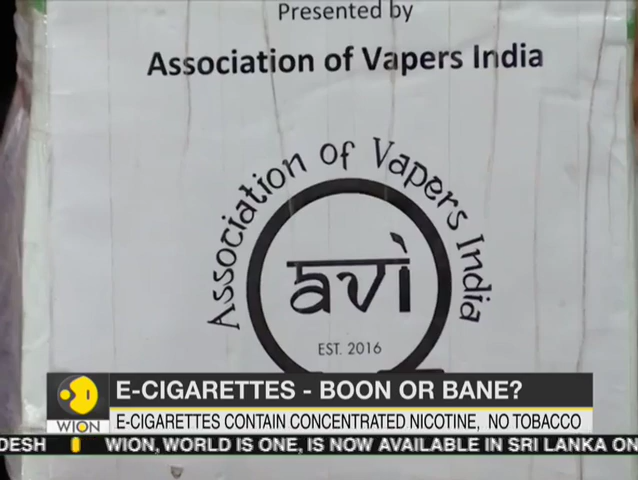 Presented by
Association of Vapers India
Association of Vapers India
avi
EST. 2016
E-CIGARETTES - BOON OR BANE?
WION
E-CIGARETTES CONTAIN CONCENTRATED NICOTINE, NO TOBACCO
DESH WION, WORLD IS ONE, IS NOW AVAILABLE IN SRI LANKA ON